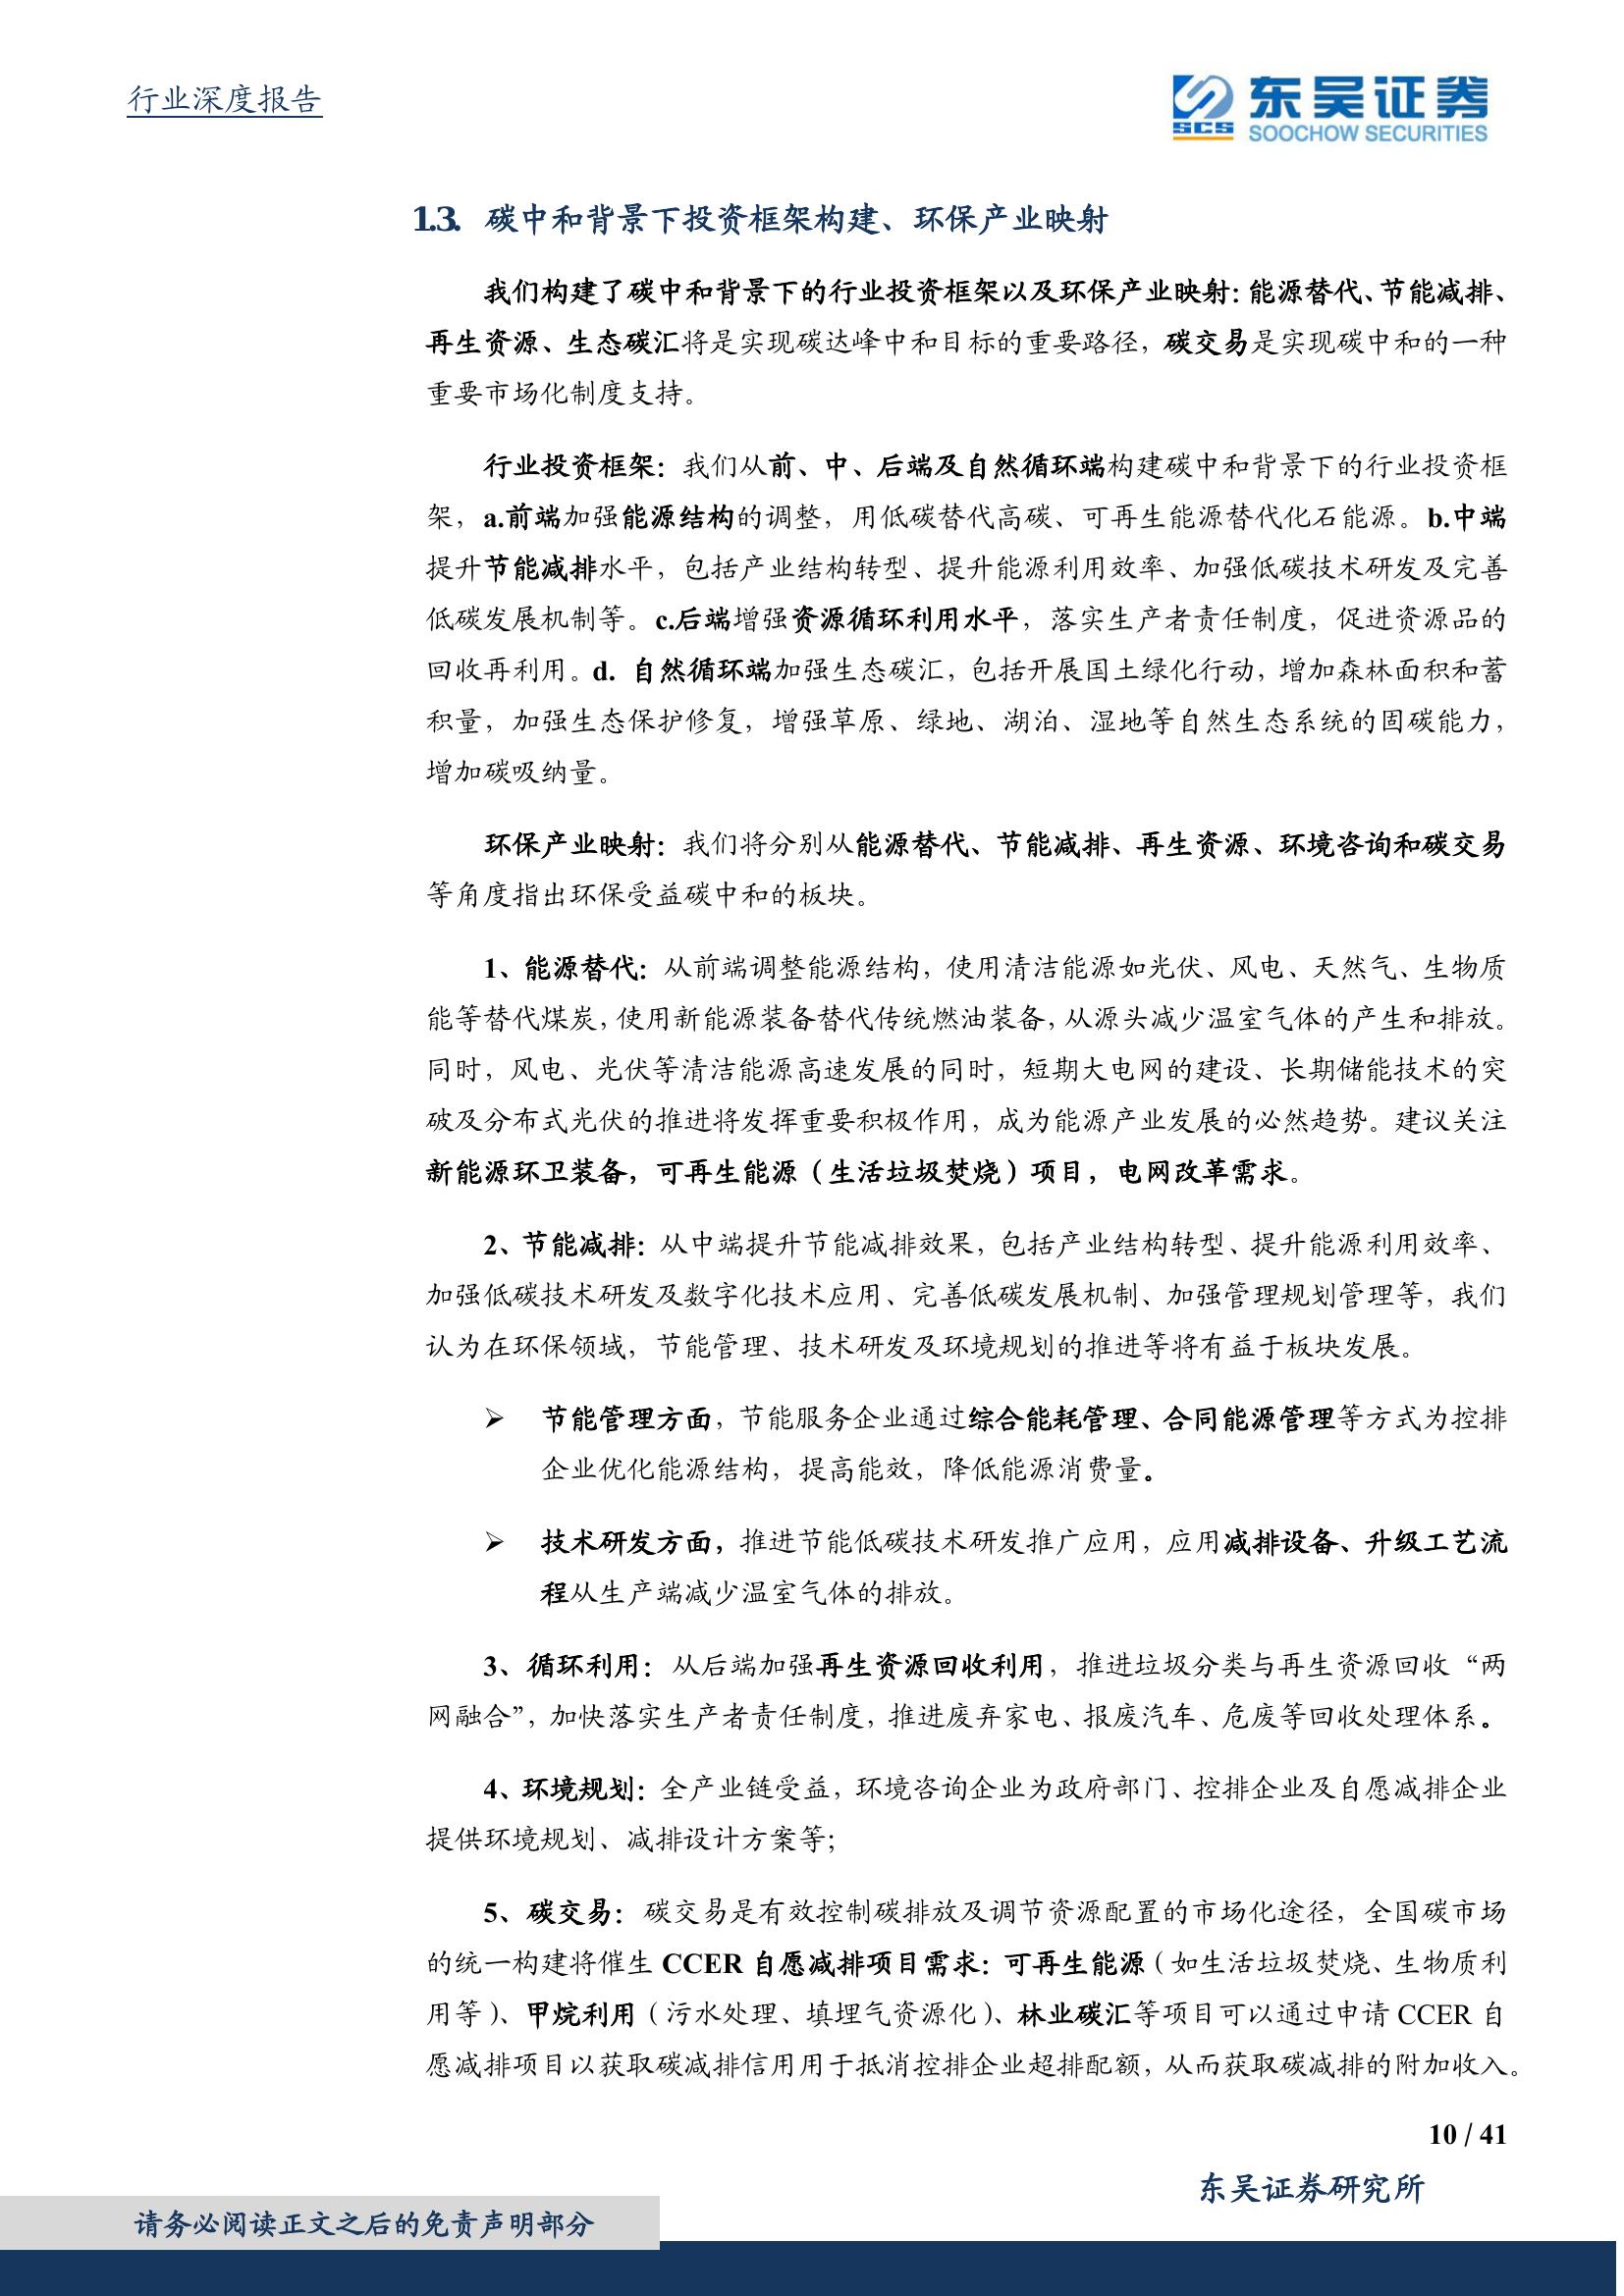 行业深度报告
东吴证券
SCS
SOOCHOW SECURITIES
1.3. 碳中和背景下投资框架构建、环保产业映射
我们构建了碳中和背景下的行业投资框架以及环保产业映射：能源替代、节能减排、
再生资源、生态碳汇将是实现碳达峰中和目标的重要路径，碳交易是实现碳中和的一种
重要市场化制度支持。
行业投资框架：我们从前、中、后端及自然循环端构建碳中和背景下的行业投资框
架，a.前端加强能源结构的调整，用低碳替代高碳、可再生能源替代化石能源。b.中端
提升节能减排水平，包括产业结构转型、提升能源利用效率、加强低碳技术研发及完善
低碳发展机制等。c.后端增强资源循环利用水平，落实生产者责任制度，促进资源品的
回收再利用。d. 自然循环端加强生态碳汇，包括开展国土绿化行动，增加森林面积和蓄
积量，加强生态保护修复，增强草原、绿地、湖泊、湿地等自然生态系统的固碳能力，
增加碳吸纳量。
环保产业映射：我们将分别从能源替代、节能减排、再生资源、环境咨询和碳交易
等角度指出环保受益碳中和的板块。
1、能源替代：从前端调整能源结构，使用清洁能源如光伏、风电、天然气、生物质
能等替代煤炭，使用新能源装备替代传统燃油装备，从源头减少温室气体的产生和排放。
同时，风电、光伏等清洁能源高速发展的同时，短期大电网的建设、长期储能技术的突
破及分布式光伏的推进将发挥重要积极作用，成为能源产业发展的必然趋势。建议关注
新能源环卫装备，可再生能源（生活垃圾焚烧）项目，电网改革需求。
2、节能减排：从中端提升节能减排效果，包括产业结构转型、提升能源利用效率、
加强低碳技术研发及数字化技术应用、完善低碳发展机制、加强管理规划管理等，我们
认为在环保领域，节能管理、技术研发及环境规划的推进等将有益于板块发展。
➢ 节能管理方面，节能服务企业通过综合能耗管理、合同能源管理等方式为控排
企业优化能源结构，提高能效，降低能源消费量。
➢ 技术研发方面，推进节能低碳技术研发推广应用，应用减排设备、升级工艺流
程从生产端减少温室气体的排放。
3、循环利用：从后端加强再生资源回收利用，推进垃圾分类与再生资源回收“两
网融合”，加快落实生产者责任制度，推进废弃家电、报废汽车、危废等回收处理体系。
4、环境规划：全产业链受益，环境咨询企业为政府部门、控排企业及自愿减排企业
提供环境规划、减排设计方案等；
5、碳交易：碳交易是有效控制碳排放及调节资源配置的市场化途径，全国碳市场
的统一构建将催生 CCER 自愿减排项目需求：可再生能源（如生活垃圾焚烧、生物质利
用等）、甲烷利用（污水处理、填埋气资源化）、林业碳汇等项目可以通过申请 CCER 自
愿减排项目以获取碳减排信用用于抵消控排企业超排配额，从而获取碳减排的附加收入。
10 / 41
东吴证券研究所
请务必阅读正文之后的免责声明部分